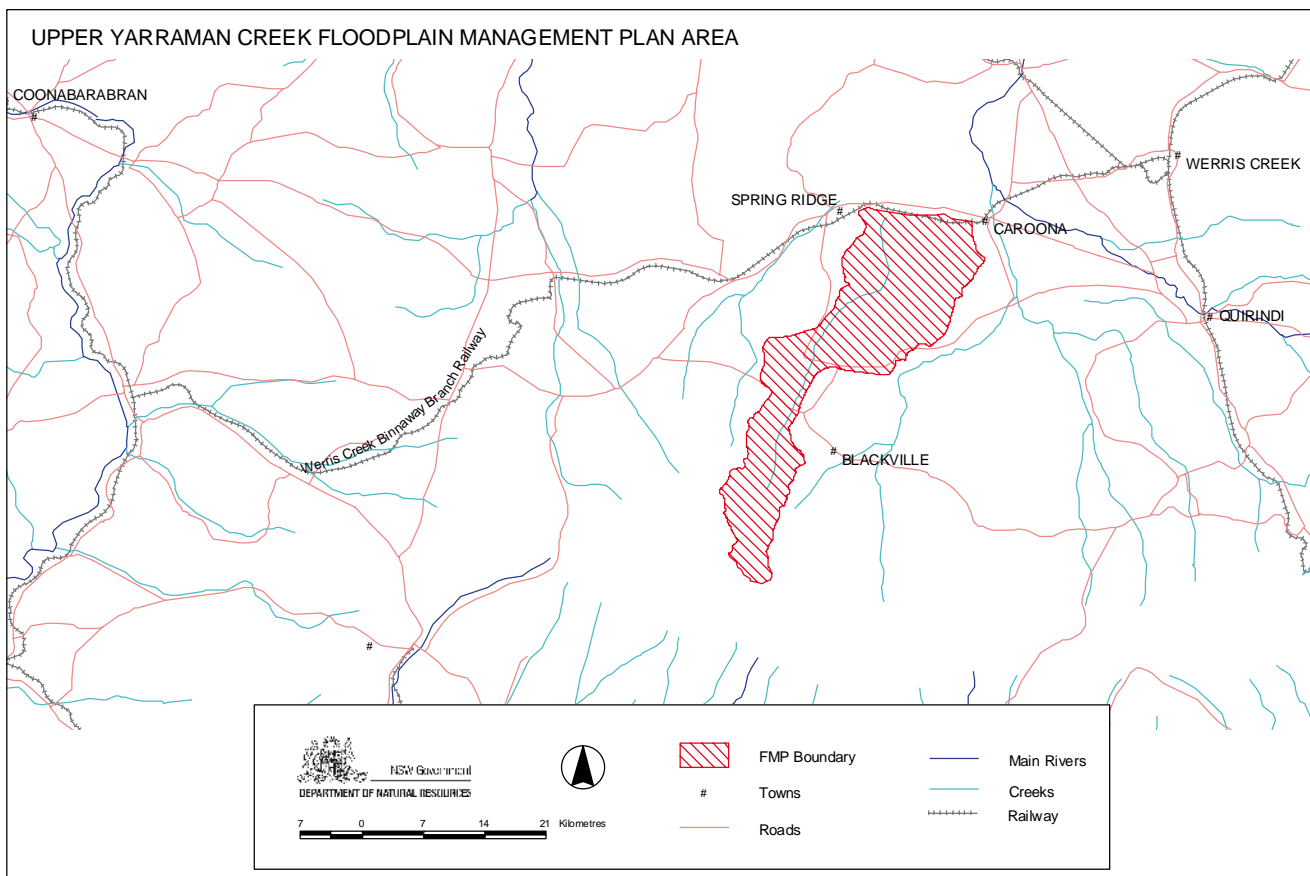 UPPER YARRAMAN CREEK FLOODPLAIN MANAGEMENT PLAN AREA
COONABARABRAN
#
# WERRIS CREEK
SPRING RIDGE
#
# CAROONA
# QUIRINDI
Werris Creek Binnaway Branch Railway
#
BLACKVILLE
#
NSW Government
DEPARTMENT OF NATURAL RESOURCES
7 0 7 14 21 Kilometres
FMP Boundary
# Towns
Roads
Main Rivers
Creeks
Railway